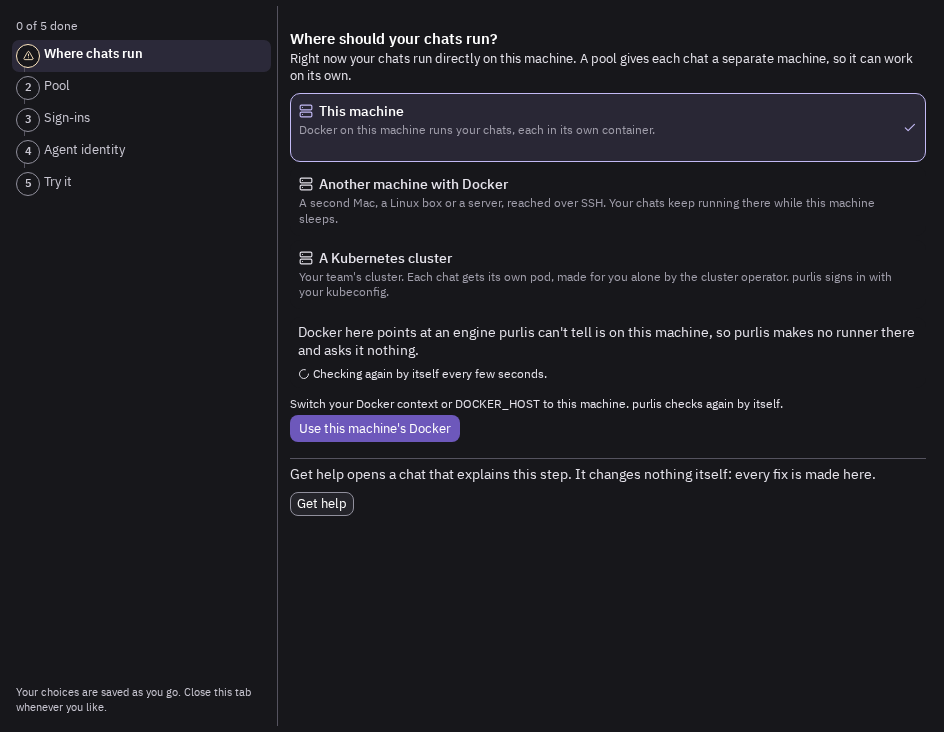 0 of 5 done
Where chats run
2 Pool
3 Sign-ins
4 Agent identity
5 Try it
Your choices are saved as you go. Close this tab
whenever you like.
Where should your chats run?
Right now your chats run directly on this machine. A pool gives each chat a separate machine, so it can work
on its own.
This machine
Docker on this machine runs your chats, each in its own container.
Another machine with Docker
A second Mac, a Linux box or a server, reached over SSH. Your chats keep running there while this machine
sleeps.
A Kubernetes cluster
Your team's cluster. Each chat gets its own pod, made for you alone by the cluster operator. purlis signs in with
your kubeconfig.
Docker here points at an engine purlis can't tell is on this machine, so purlis makes no runner there
and asks it nothing.
Checking again by itself every few seconds.
Switch your Docker context or DOCKER_HOST to this machine. purlis checks again by itself.
Use this machine's Docker
Get help opens a chat that explains this step. It changes nothing itself: every fix is made here.
Get help